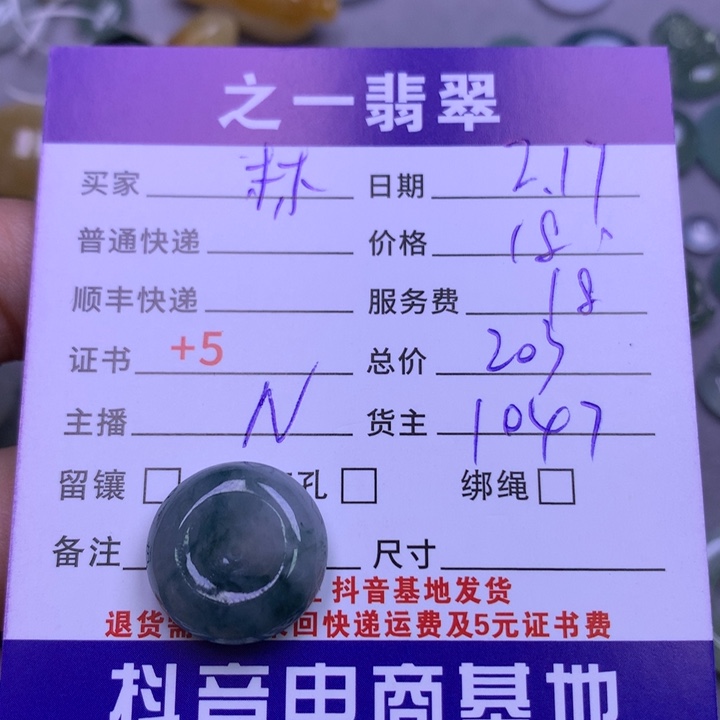 之一翡翠
买家 林 日期 2.17
普通快递 价格 18
顺丰快递 服务费 18
证书 +5 总价 203
主播 N 货主 1047
留镶 孔 绑绳
备注 尺寸
抖音基地发货
退货需 回快递运费及5元证书费
抖音电商基地